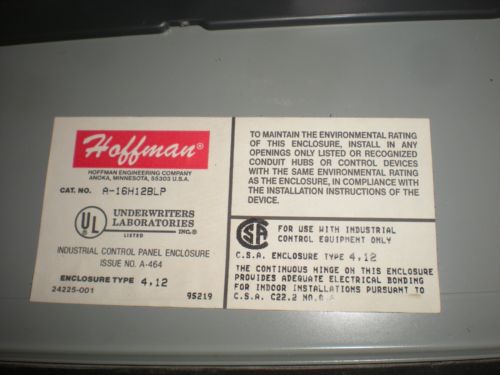 Hoffman®
HOFFMAN ENGINEERING COMPANY
ANOKA, MINNESOTA, 55303 U.S.A.
CAT. NO. A-16H12BLP
UL
LISTED
UNDERWRITERS
LABORATORIES
INC.®
INDUSTRIAL CONTROL PANEL ENCLOSURE
ISSUE NO. A-464
ENCLOSURE TYPE 4,12
24225-001 95219
TO MAINTAIN THE ENVIRONMENTAL RATING
OF THIS ENCLOSURE, INSTALL IN ANY
OPENINGS ONLY LISTED OR RECOGNIZED
CONDUIT HUBS OR CONTROL DEVICES
WITH THE SAME ENVIRONMENTAL RATING
AS THE ENCLOSURE, IN COMPLIANCE WITH
THE INSTALLATION INSTRUCTIONS OF THE
DEVICE.
FOR USE WITH INDUSTRIAL
CONTROL EQUIPMENT ONLY
C.S.A. ENCLOSURE TYPE 4,12
THE CONTINUOUS HINGE ON THIS ENCLOSURE
PROVIDES ADEQUATE ELECTRICAL BONDING
FOR INDOOR INSTALLATIONS PURSUANT TO
C.S.A. C22.2 NO.